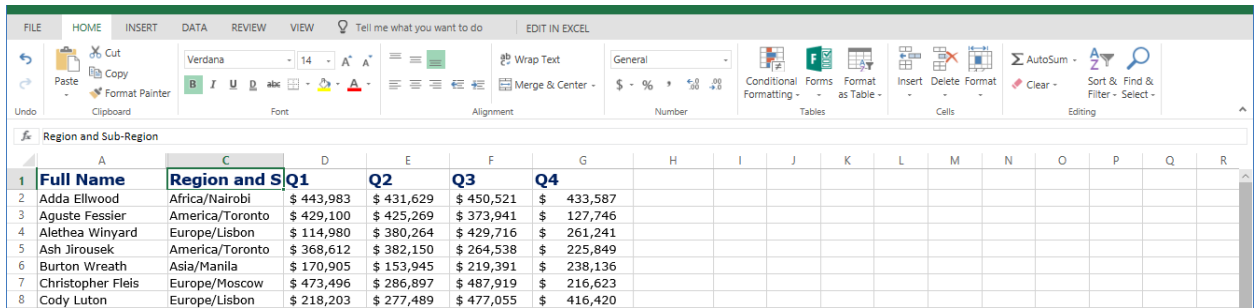 FILE HOME INSERT DATA REVIEW VIEW Tell me what you want to do EDIT IN EXCEL
Cut
Copy
Format Painter
Paste
Undo
Clipboard
Verdana 14 A A
B I U D abc A
Font
Wrap Text
Merge & Center
Alignment
General
$ % , .00 .00
Number
Conditional Formatting
Forms
Format as Table
Tables
Insert Delete Format
Cells
AutoSum
Clear
Sort & Filter
Find & Select
Editing
fx Region and Sub-Region
A C D E F G H I J K L M N O P Q R
1 Full Name Region and S Q1 Q2 Q3 Q4
2 Adda Ellwood Africa/Nairobi $ 443,983 $ 431,629 $ 450,521 $ 433,587
3 Aguste Fessier America/Toronto $ 429,100 $ 425,269 $ 373,941 $ 127,746
4 Alethea Winyard Europe/Lisbon $ 114,980 $ 380,264 $ 429,716 $ 261,241
5 Ash Jirousek America/Toronto $ 368,612 $ 382,150 $ 264,538 $ 225,849
6 Burton Wreath Asia/Manila $ 170,905 $ 153,945 $ 219,391 $ 238,136
7 Christopher Fleis Europe/Moscow $ 473,496 $ 286,897 $ 487,919 $ 216,623
8 Cody Luton Europe/Lisbon $ 218,203 $ 277,489 $ 477,055 $ 416,420